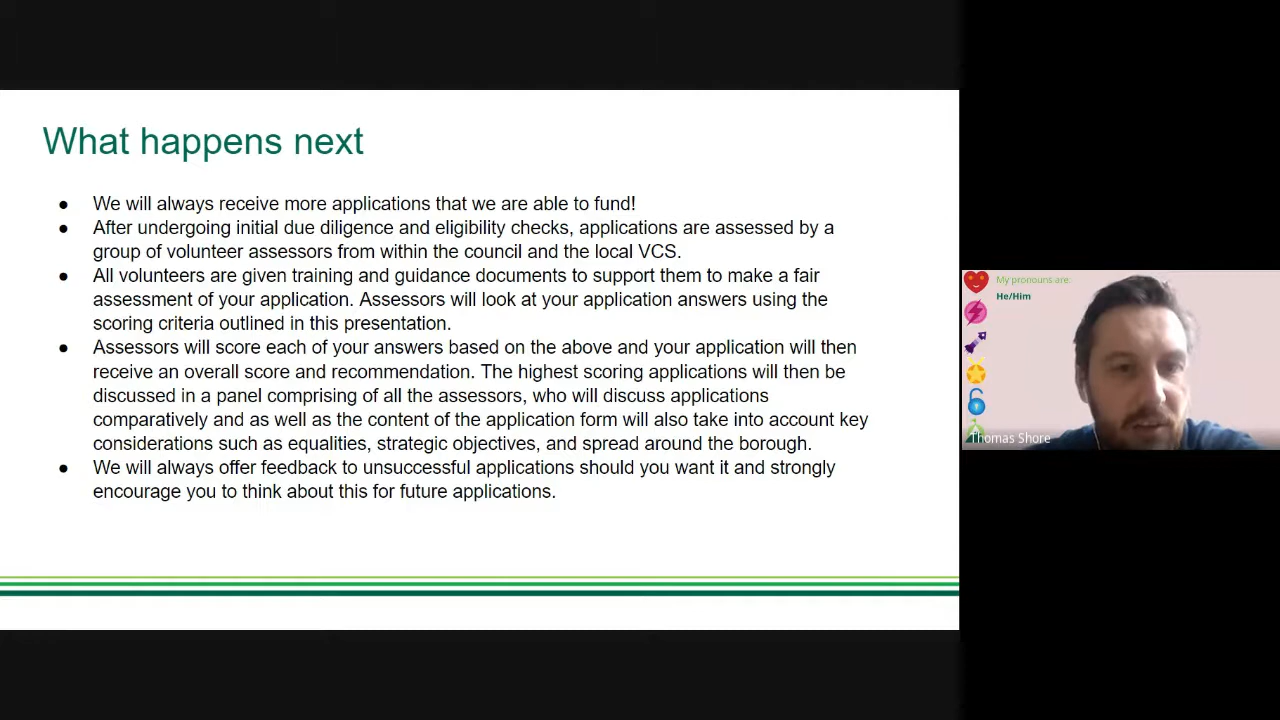 What happens next
● We will always receive more applications that we are able to fund!
● After undergoing initial due diligence and eligibility checks, applications are assessed by a
group of volunteer assessors from within the council and the local VCS.
● All volunteers are given training and guidance documents to support them to make a fair
assessment of your application. Assessors will look at your application answers using the
scoring criteria outlined in this presentation.
● Assessors will score each of your answers based on the above and your application will then
receive an overall score and recommendation. The highest scoring applications will then be
discussed in a panel comprising of all the assessors, who will discuss applications
comparatively and as well as the content of the application form will also take into account key
considerations such as equalities, strategic objectives, and spread around the borough.
● We will always offer feedback to unsuccessful applications should you want it and strongly
encourage you to think about this for future applications.
My pronouns are:
He/Him
Thomas Shore